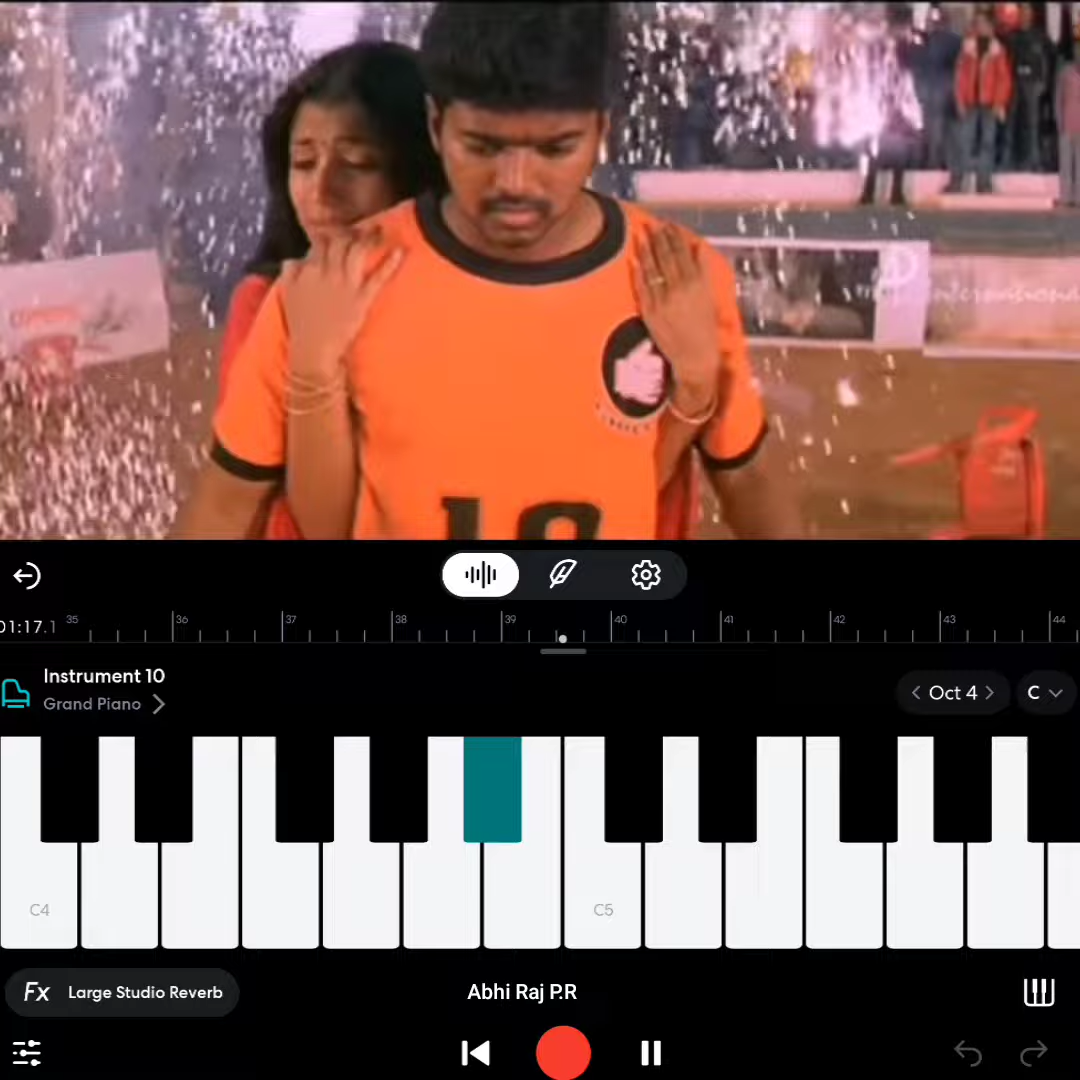 10
01:17.1
35 36 37 38 39 40 41 42 43 44
Instrument 10
Grand Piano
Oct 4
C
C4 C5
Fx Large Studio Reverb
Abhi Raj P.R